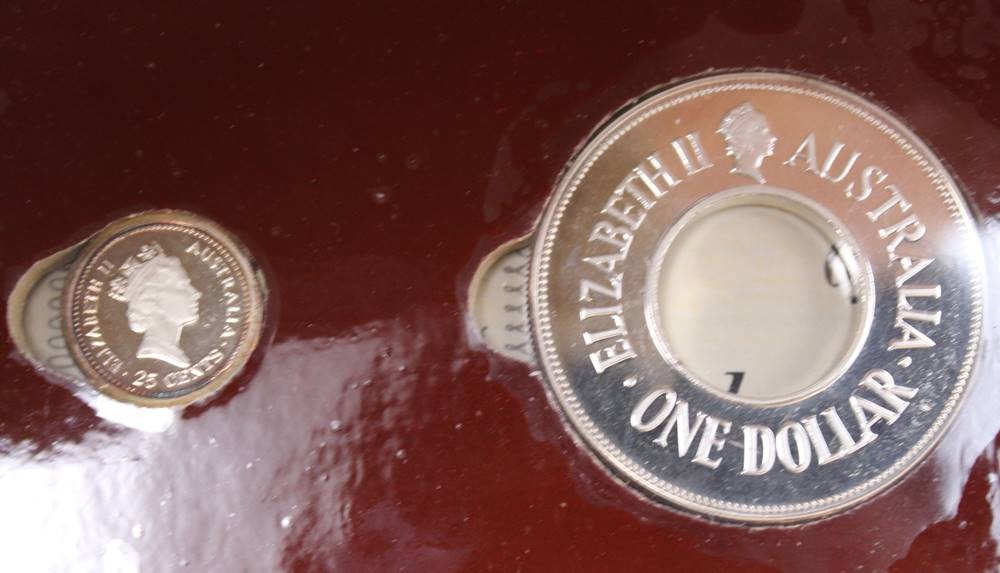 ELIZABETH II AUSTRALIA
25 CENTS
ELIZABETH II AUSTRALIA
ONE DOLLAR